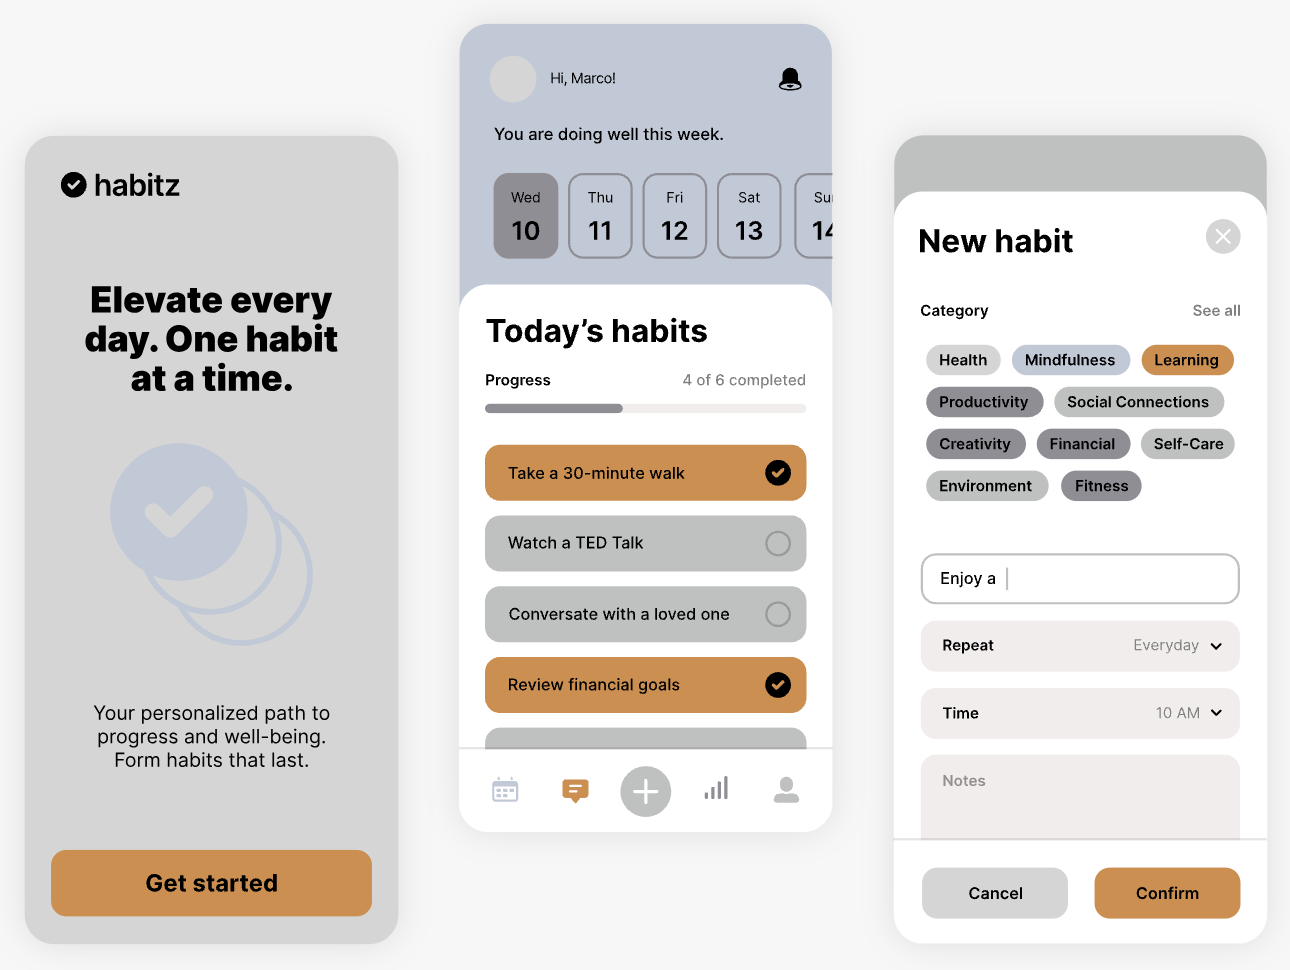 habitz
Elevate every
day. One habit
at a time.
Your personalized path to
progress and well-being.
Form habits that last.
Get started
Hi, Marco!
You are doing well this week.
Wed Thu Fri Sat Sun
10 11 12 13 14
Today’s habits
Progress 4 of 6 completed
Take a 30-minute walk
Watch a TED Talk
Conversate with a loved one
Review financial goals
New habit
Category See all
Health Mindfulness Learning
Productivity Social Connections
Creativity Financial Self-Care
Environment Fitness
Enjoy a
Repeat Everyday
Time 10 AM
Notes
Cancel Confirm